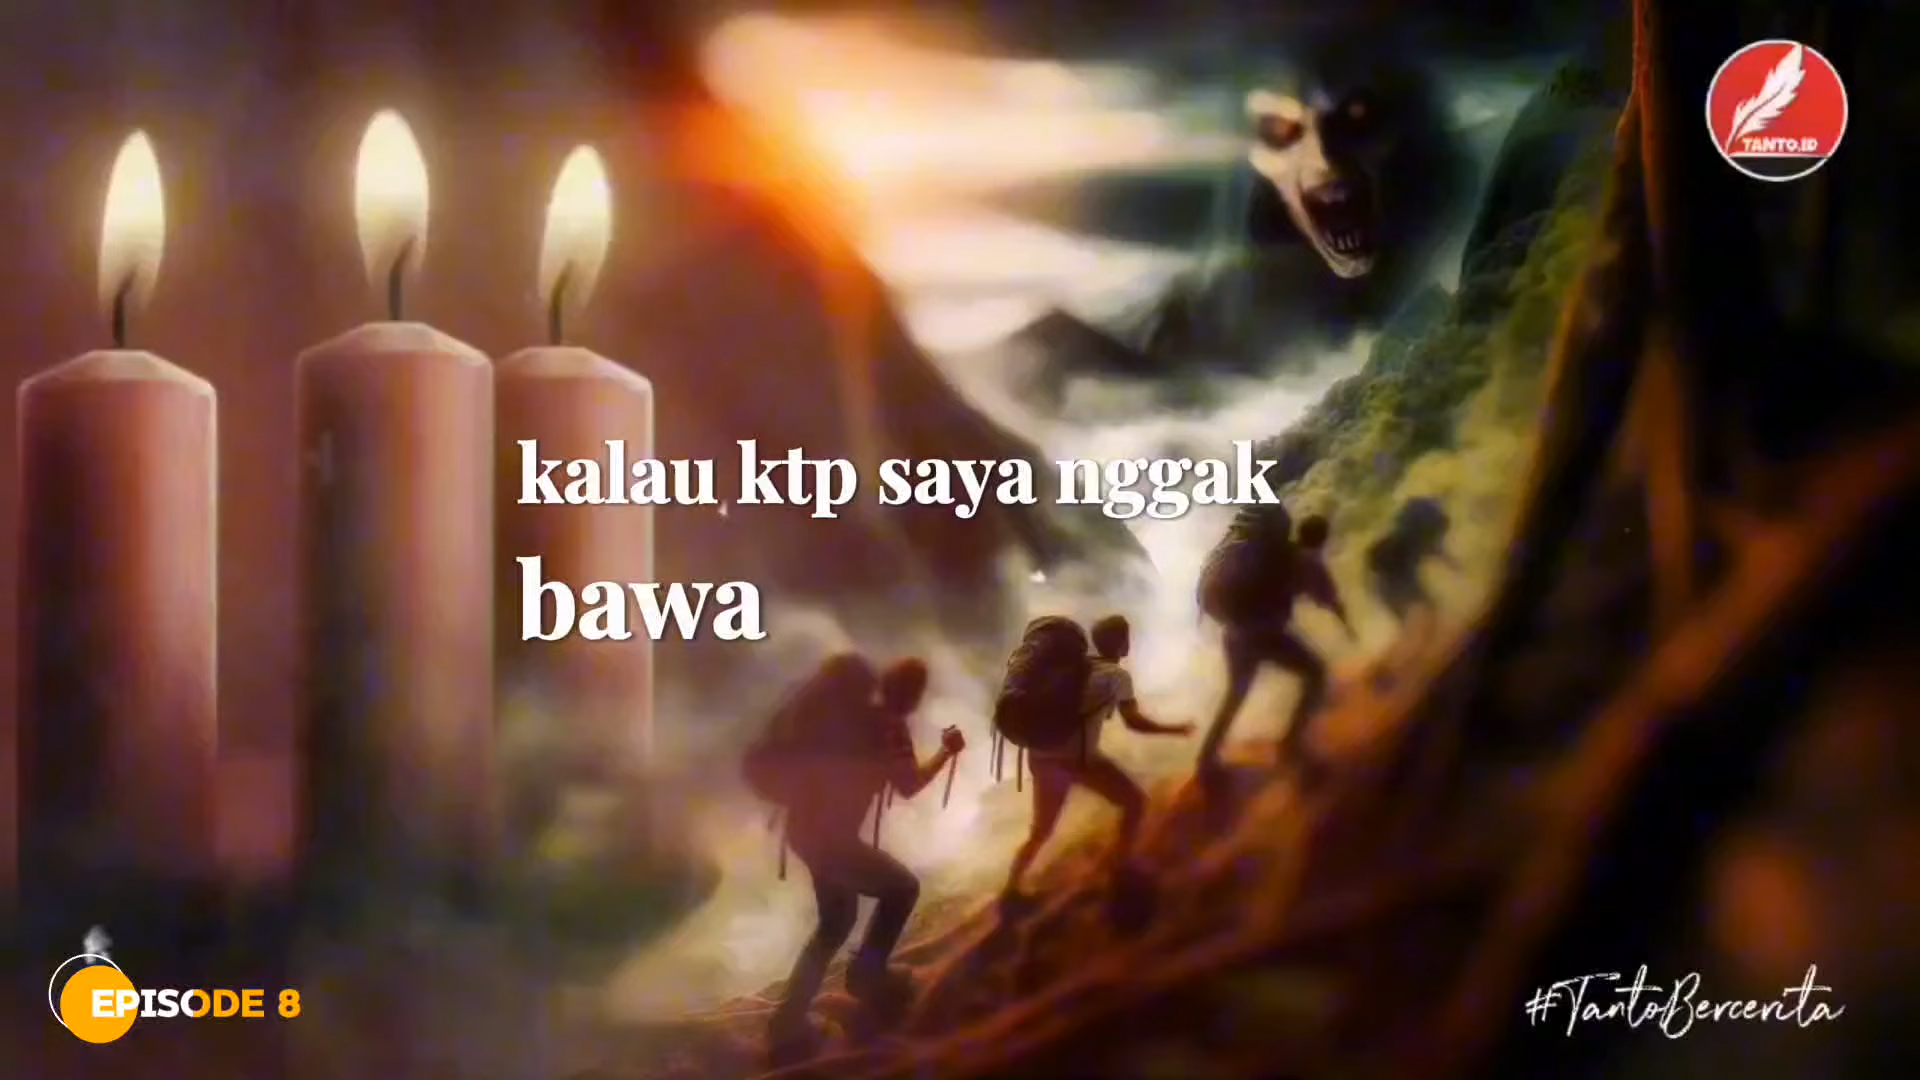 TANTO.ID
kalau ktp saya nggak
bawa
EPISODE 8
#TantoBercerita